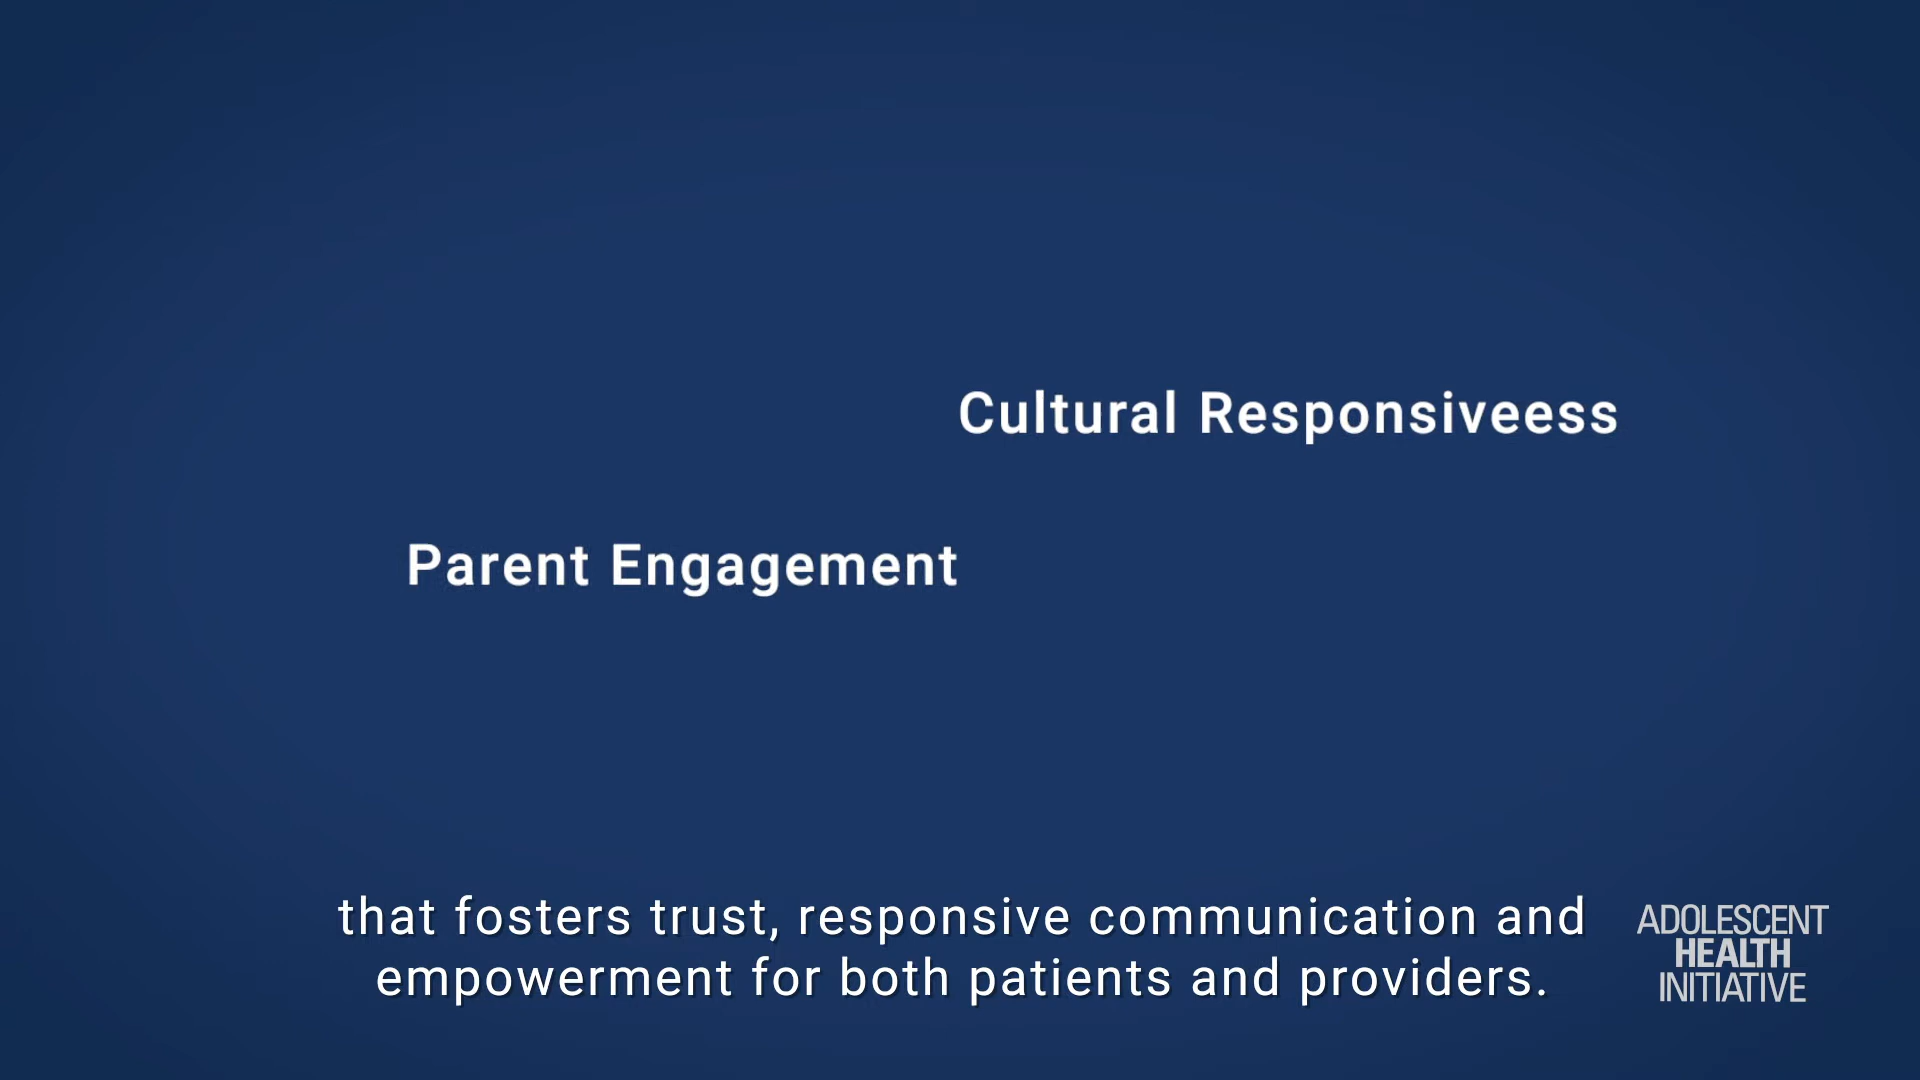 Cultural Responsiveess
Parent Engagement
that fosters trust, responsive communication and
empowerment for both patients and providers.
ADOLESCENT
HEALTH
INITIATIVE